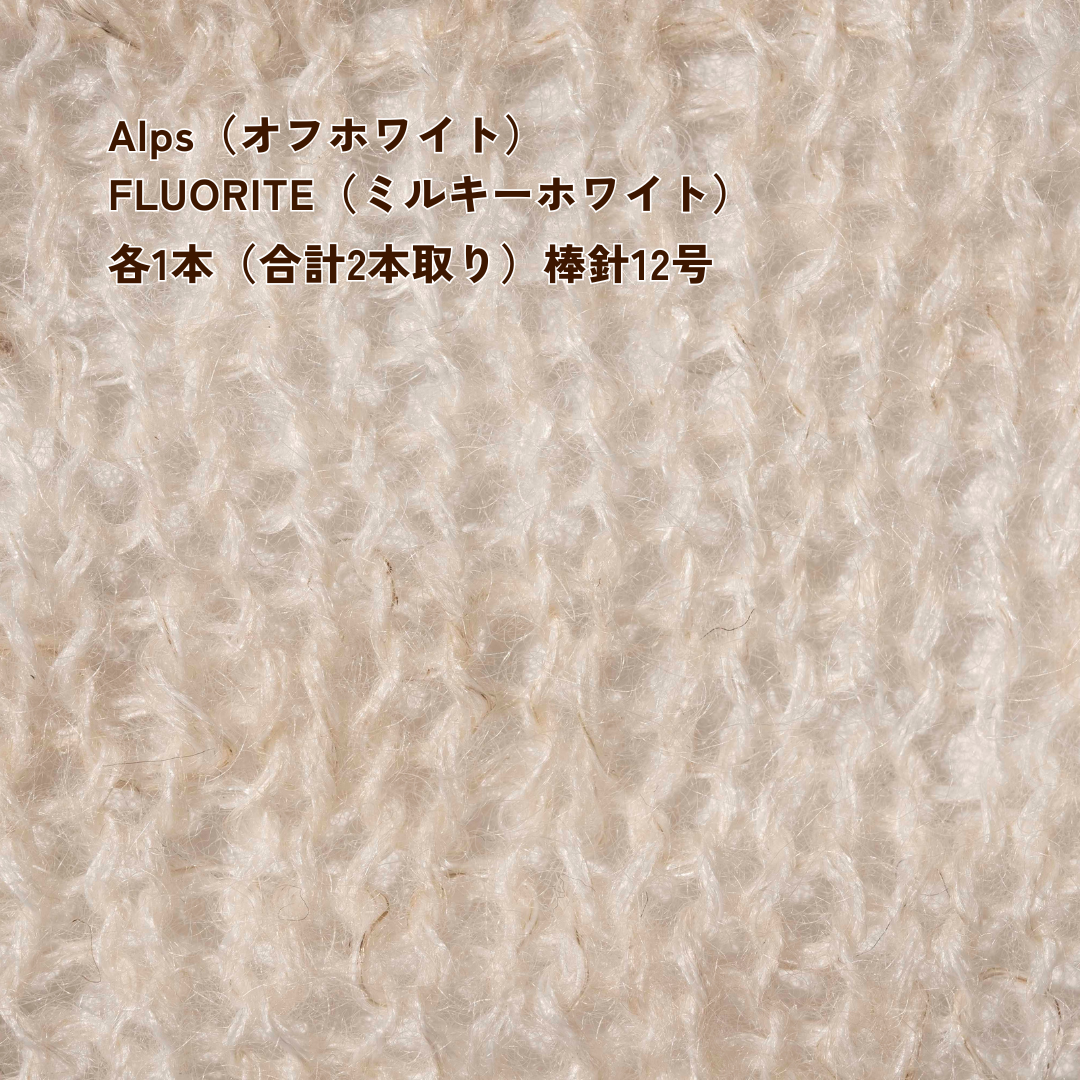 Alps（オフホワイト）
FLUORITE（ミルキーホワイト）
各1本（合計2本取り）棒針12号